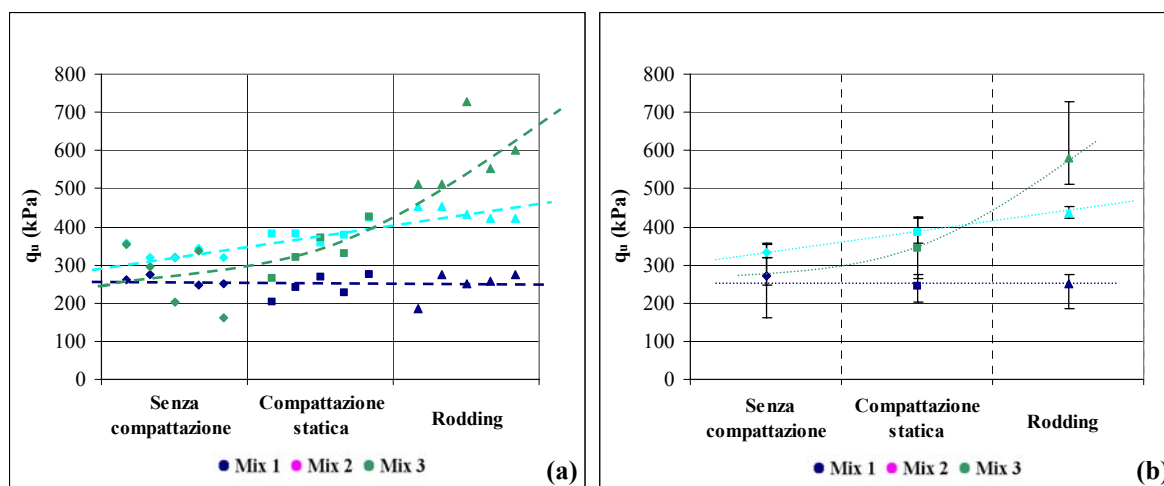 800
700
600
500
400
300
200
100
0
qu (kPa)
Senza compattazione
Compattazione statica
Rodding
Mix 1 Mix 2 Mix 3
(a)
800
700
600
500
400
300
200
100
0
qu (kPa)
Senza compattazione
Compattazione statica
Rodding
Mix 1 Mix 2 Mix 3
(b)